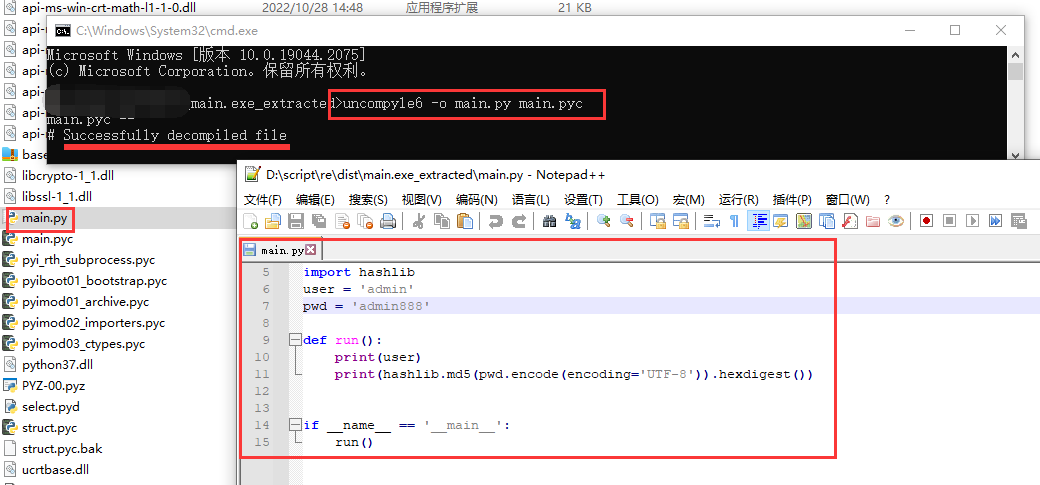 api-ms-win-crt-math-l1-1-0.dll 2022/10/28 14:48 应用程序扩展 21 KB
C:\Windows\System32\cmd.exe
Microsoft Windows [版本 10.0.19044.2075]
(c) Microsoft Corporation。保留所有权利。
_main.exe_extracted>uncompyle6 -o main.py main.pyc
main.pyc --
# Successfully decompiled file
api-
api-
api-
api-
api-
api-
base
libcrypto-1_1.dll
libssl-1_1.dll
main.py
main.pyc
pyi_rth_subprocess.pyc
pyiboot01_bootstrap.pyc
pyimod01_archive.pyc
pyimod02_importers.pyc
pyimod03_ctypes.pyc
python37.dll
PYZ-00.pyz
select.pyd
struct.pyc
struct.pyc.bak
ucrtbase.dll
D:\script\re\dist\main.exe_extracted\main.py - Notepad++
文件(F) 编辑(E) 搜索(S) 视图(V) 编码(N) 语言(L) 设置(T) 工具(O) 宏(M) 运行(R) 插件(P) 窗口(W) ?
main.py
5 import hashlib
6 user = 'admin'
7 pwd = 'admin888'
8
9 def run():
10 print(user)
11 print(hashlib.md5(pwd.encode(encoding='UTF-8')).hexdigest())
12
13
14 if __name__ == '__main__':
15 run()